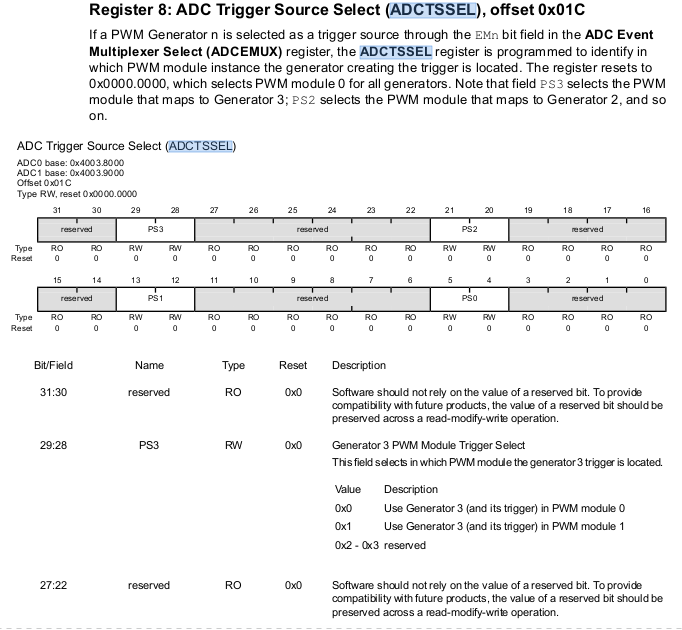 Register 8: ADC Trigger Source Select (ADCTSSEL), offset 0x01C
If a PWM Generator n is selected as a trigger source through the EMn bit field in the ADC Event
Multiplexer Select (ADCEMUX) register, the ADCTSSEL register is programmed to identify in
which PWM module instance the generator creating the trigger is located. The register resets to
0x0000.0000, which selects PWM module 0 for all generators. Note that field PS3 selects the PWM
module that maps to Generator 3; PS2 selects the PWM module that maps to Generator 2, and so
on.
ADC Trigger Source Select (ADCTSSEL)
ADC0 base: 0x4003.8000
ADC1 base: 0x4003.9000
Offset 0x01C
Type RW, reset 0x0000.0000
31 30 29 28 27 26 25 24 23 22 21 20 19 18 17 16
reserved PS3 reserved PS2 reserved
Type RO RO RW RW RO RO RO RO RO RO RW RW RO RO RO RO
Reset 0 0 0 0 0 0 0 0 0 0 0 0 0 0 0 0
15 14 13 12 11 10 9 8 7 6 5 4 3 2 1 0
reserved PS1 reserved PS0 reserved
Type RO RO RW RW RO RO RO RO RO RO RW RW RO RO RO RO
Reset 0 0 0 0 0 0 0 0 0 0 0 0 0 0 0 0
Bit/Field Name Type Reset Description
31:30 reserved RO 0x0 Software should not rely on the value of a reserved bit. To provide
compatibility with future products, the value of a reserved bit should be
preserved across a read-modify-write operation.
29:28 PS3 RW 0x0 Generator 3 PWM Module Trigger Select
This field selects in which PWM module the generator 3 trigger is located.
Value Description
0x0 Use Generator 3 (and its trigger) in PWM module 0
0x1 Use Generator 3 (and its trigger) in PWM module 1
0x2 - 0x3 reserved
27:22 reserved RO 0x0 Software should not rely on the value of a reserved bit. To provide
compatibility with future products, the value of a reserved bit should be
preserved across a read-modify-write operation.